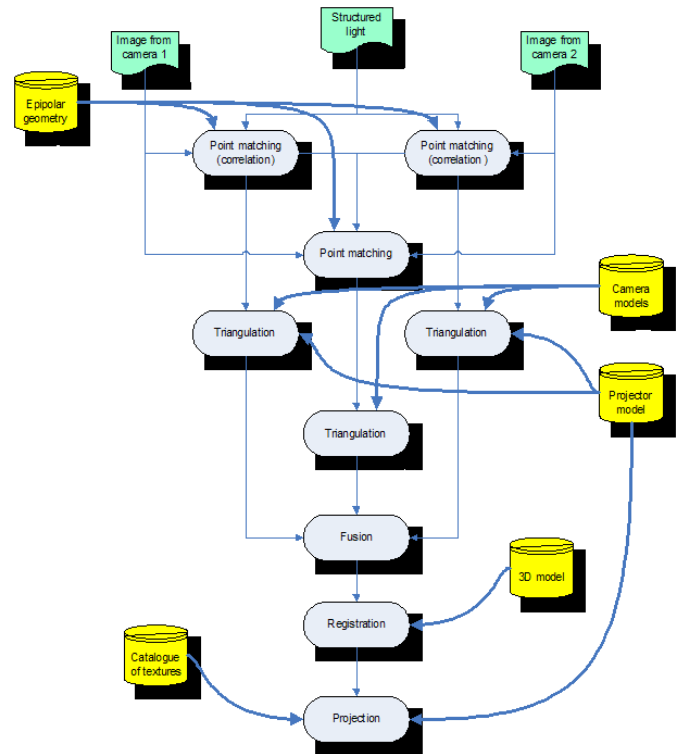 Structured
light
Image from
camera 1
Image from
camera 2
Epipolar
geometry
Point matching
(correlation)
Point matching
(correlation)
Point matching
Camera
models
Triangulation
Triangulation
Projector
model
Triangulation
Fusion
3D model
Registration
Catalogue
of textures
Projection